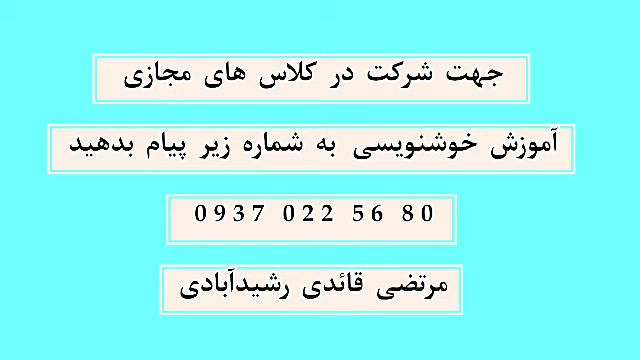 جهت شرکت در کلاس های مجازی
آموزش خوشنویسی به شماره زیر پیام بدهید
0937 022 56 80
مرتضی قائدی رشیدآبادی